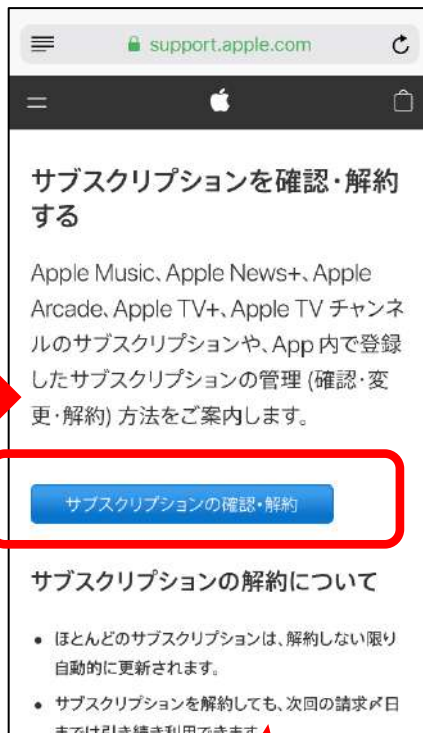 support.apple.com
サブスクリプションを確認・解約
する
Apple Music、Apple News+、Apple
Arcade、Apple TV+、Apple TV チャンネ
ルのサブスクリプションや、App 内で登録
したサブスクリプションの管理 (確認・変
更・解約) 方法をご案内します。
サブスクリプションの確認・解約
サブスクリプションの解約について
• ほとんどのサブスクリプションは、解約しない限り
自動的に更新されます。
• サブスクリプションを解約しても、次回の請求〆日
までは引き続き利用できます